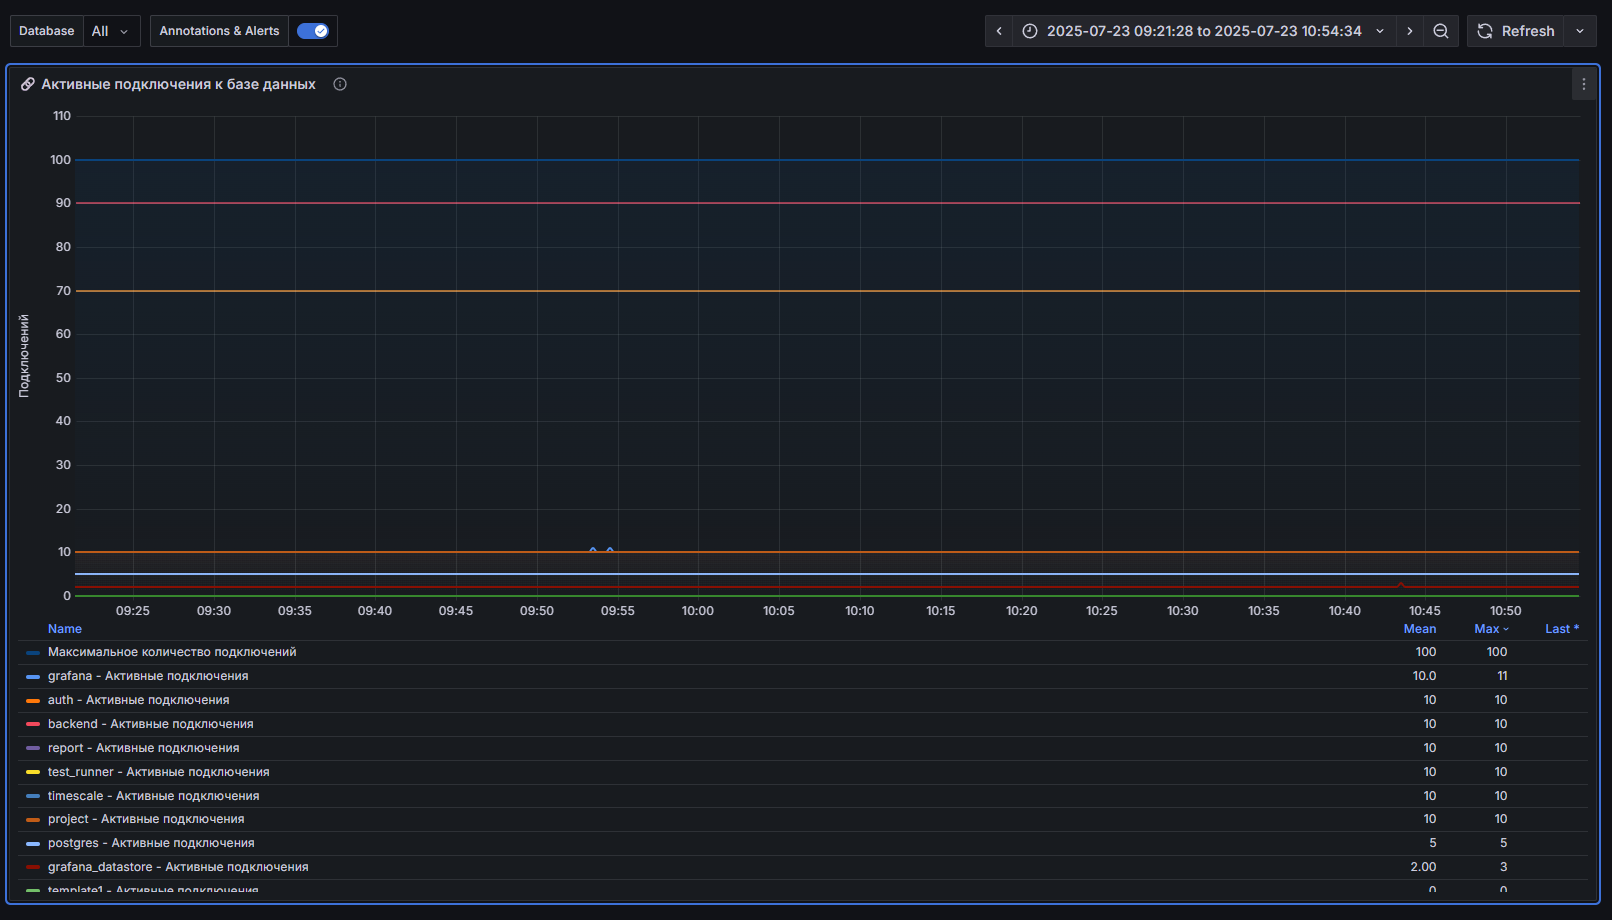 Database All Annotations & Alerts 2025-07-23 09:21:28 to 2025-07-23 10:54:34 Refresh
Активные подключения к базе данных
Подключений
110
100
90
80
70
60
50
40
30
20
10
0
09:25 09:30 09:35 09:40 09:45 09:50 09:55 10:00 10:05 10:10 10:15 10:20 10:25 10:30 10:35 10:40 10:45 10:50
Name Mean Max Last *
Максимальное количество подключений 100 100
grafana - Активные подключения 10.0 11
auth - Активные подключения 10 10
backend - Активные подключения 10 10
report - Активные подключения 10 10
test_runner - Активные подключения 10 10
timescale - Активные подключения 10 10
project - Активные подключения 10 10
postgres - Активные подключения 5 5
grafana_datastore - Активные подключения 2.00 3
template1 - Активные подключения 0 0